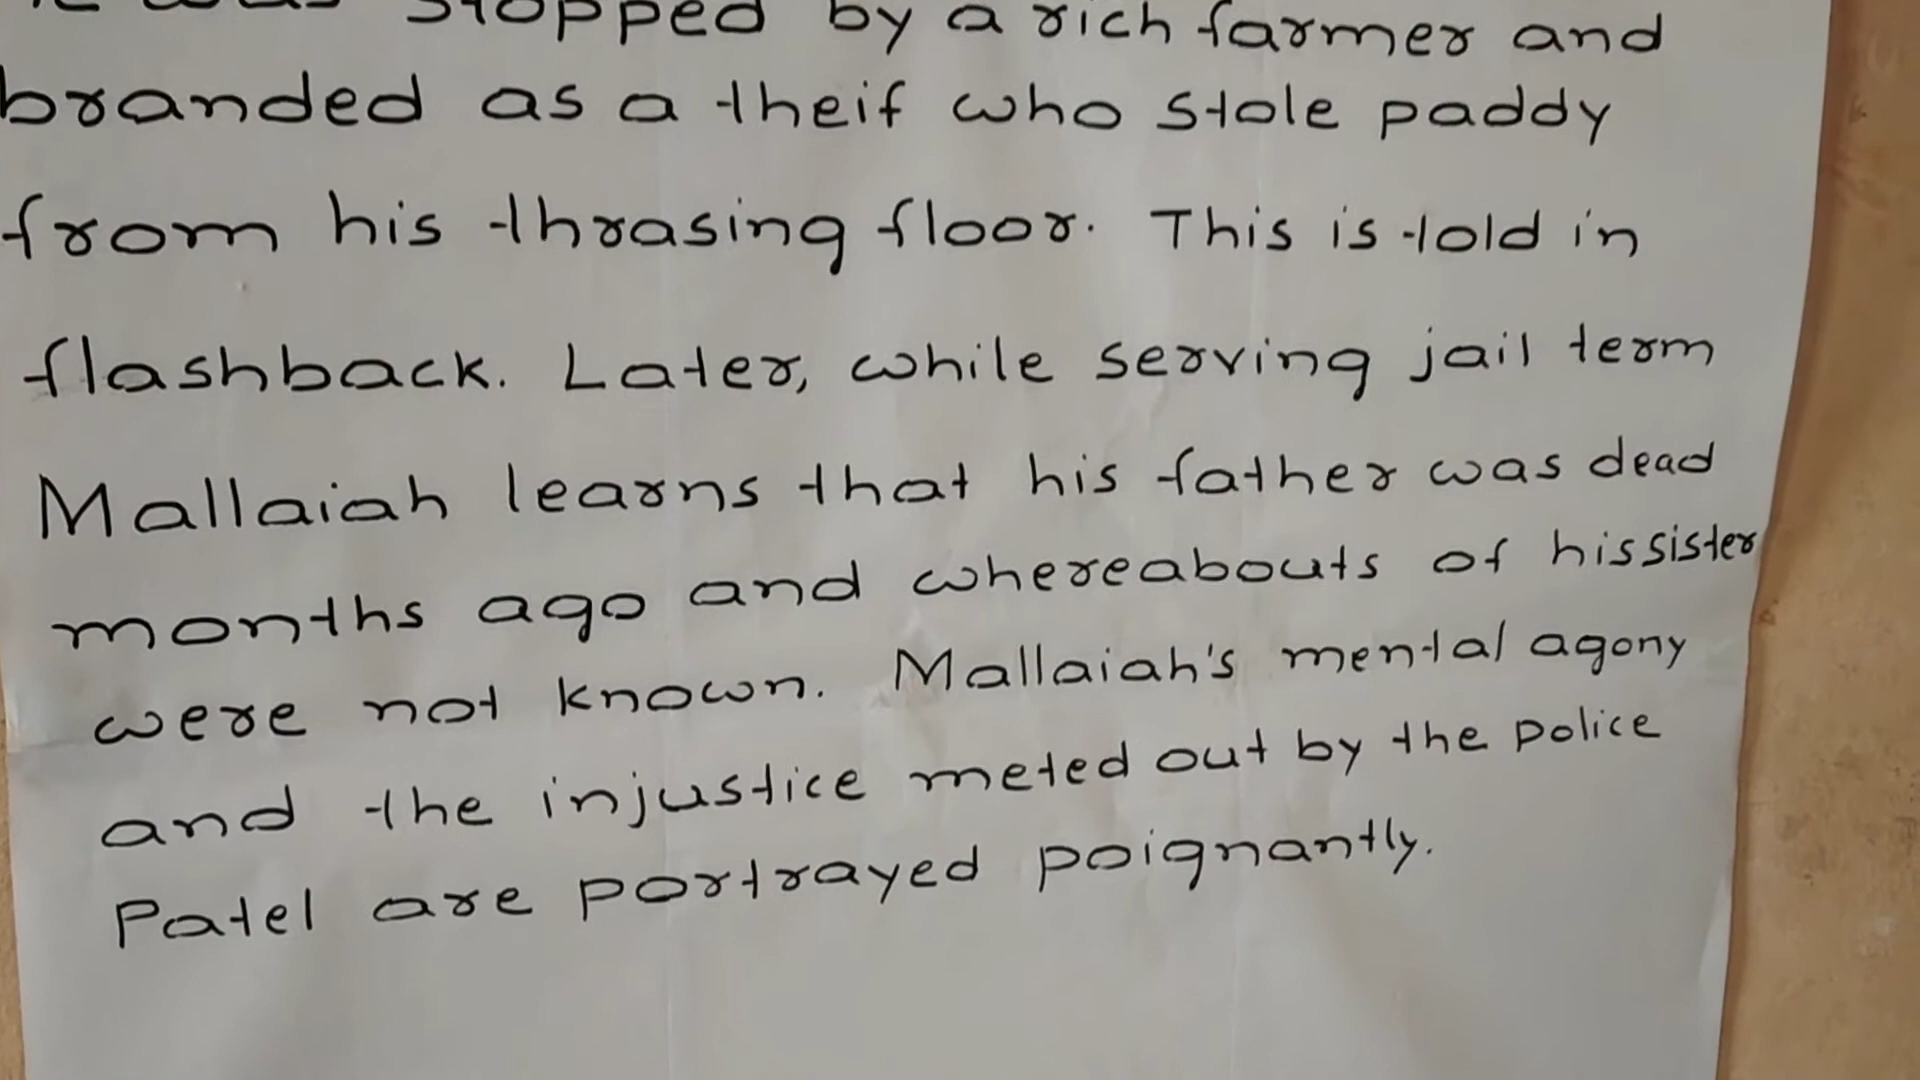 was stopped by a rich farmer and
branded as a theif who stole paddy
from his thrasing floor. This is told in
flashback. Later, while serving jail term
Mallaiah learns that his father was dead
months ago and whereabouts of his sister
were not known. Mallaiah's mental agony
and the injustice meted out by the police
Patel are portrayed poignantly.